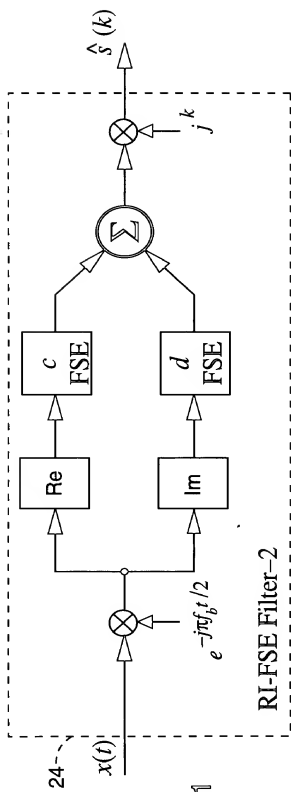 24
x(t)
e^{-jπf_b t/2}
Re
Im
c
FSE
d
FSE
Σ
j^k
ŝ(k)
RI-FSE Filter–2